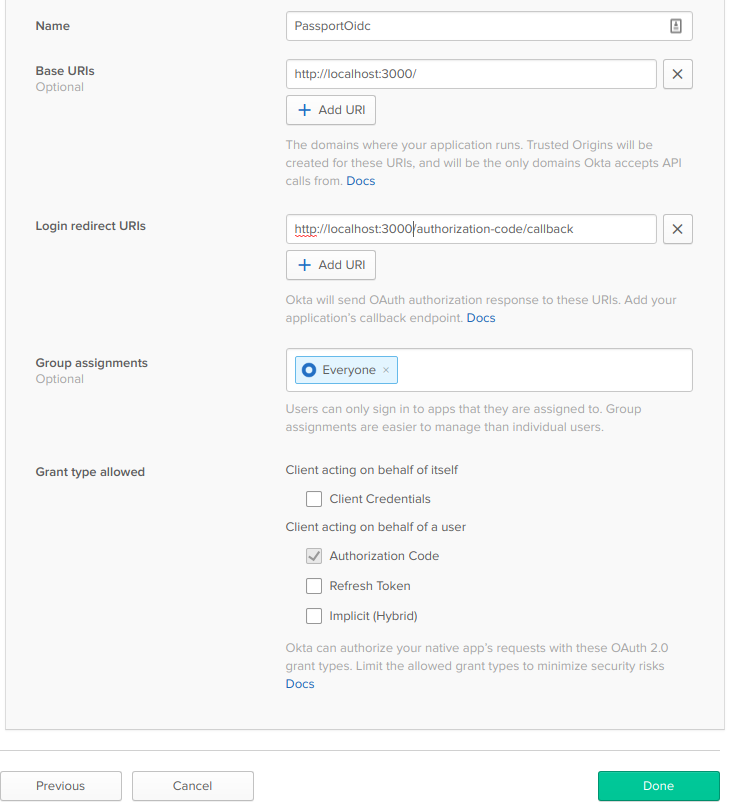 Name
PassportOidc
Base URIs
Optional
http://localhost:3000/
+ Add URI
The domains where your application runs. Trusted Origins will be
created for these URIs, and will be the only domains Okta accepts API
calls from. Docs
Login redirect URIs
http://localhost:3000/authorization-code/callback
+ Add URI
Okta will send OAuth authorization response to these URIs. Add your
application's callback endpoint. Docs
Group assignments
Optional
Everyone ×
Users can only sign in to apps that they are assigned to. Group
assignments are easier to manage than individual users.
Grant type allowed
Client acting on behalf of itself
Client Credentials
Client acting on behalf of a user
Authorization Code
Refresh Token
Implicit (Hybrid)
Okta can authorize your native app's requests with these OAuth 2.0
grant types. Limit the allowed grant types to minimize security risks
Docs
Previous
Cancel
Done